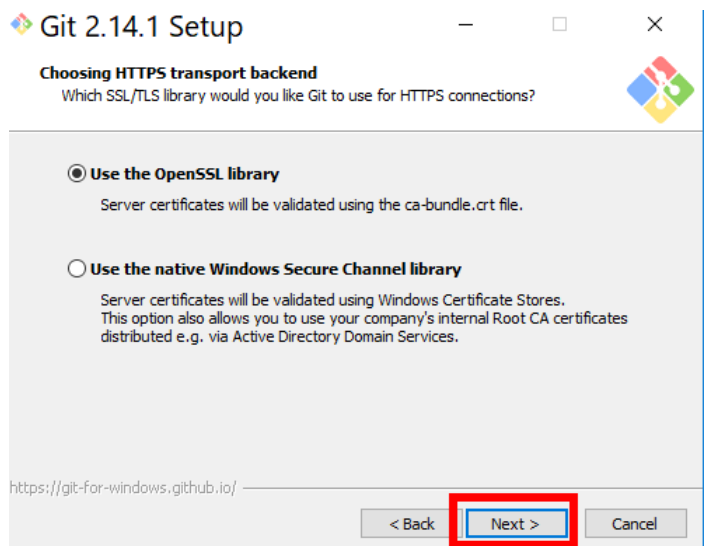 Git 2.14.1 Setup
Choosing HTTPS transport backend
Which SSL/TLS library would you like Git to use for HTTPS connections?
Use the OpenSSL library
Server certificates will be validated using the ca-bundle.crt file.
Use the native Windows Secure Channel library
Server certificates will be validated using Windows Certificate Stores.
This option also allows you to use your company's internal Root CA certificates
distributed e.g. via Active Directory Domain Services.
https://git-for-windows.github.io/
< Back Next > Cancel